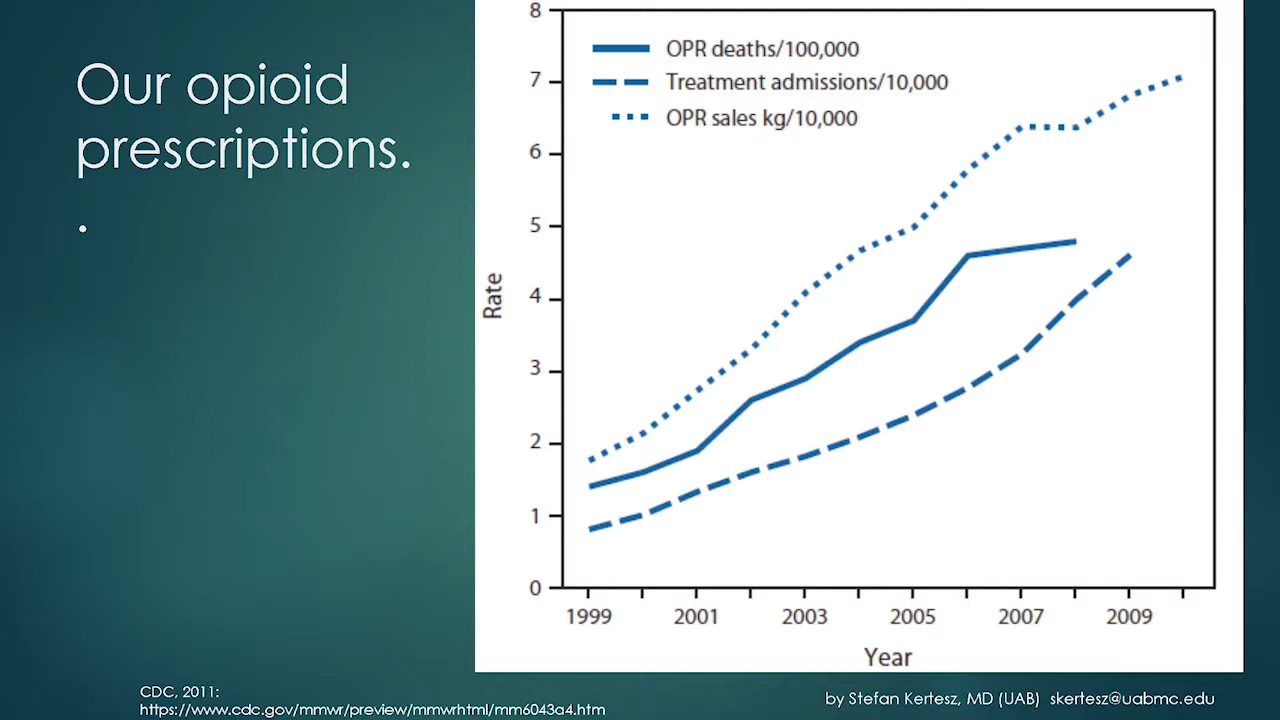 Our opioid
prescriptions.
.
8
7
6
5
4
3
2
1
0
Rate
OPR deaths/100,000
Treatment admissions/10,000
OPR sales kg/10,000
1999 2001 2003 2005 2007 2009
Year
CDC, 2011:
https://www.cdc.gov/mmwr/preview/mmwrhtml/mm6043a4.htm
by Stefan Kertesz, MD (UAB) skertesz@uabmc.edu